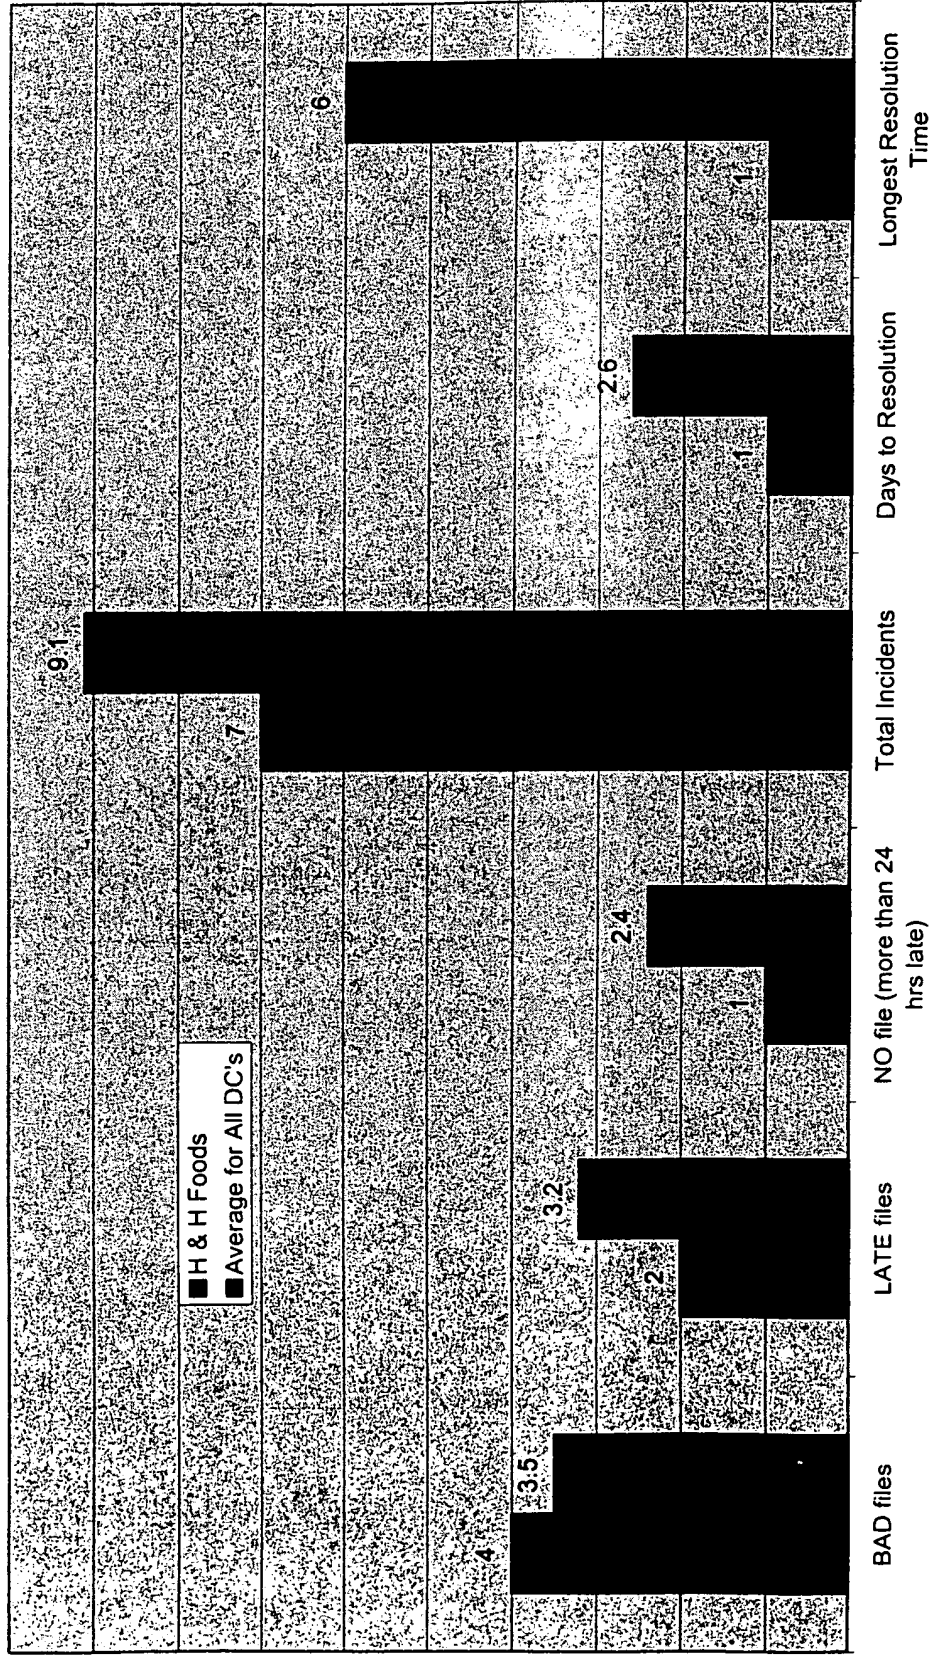 4
3.5
2
3.2
1
2.4
7
9.1
1
2.6
1
6
H & H Foods
Average for All DC's
BAD files
LATE files
NO file (more than 24
hrs late)
Total Incidents
Days to Resolution
Longest Resolution
Time